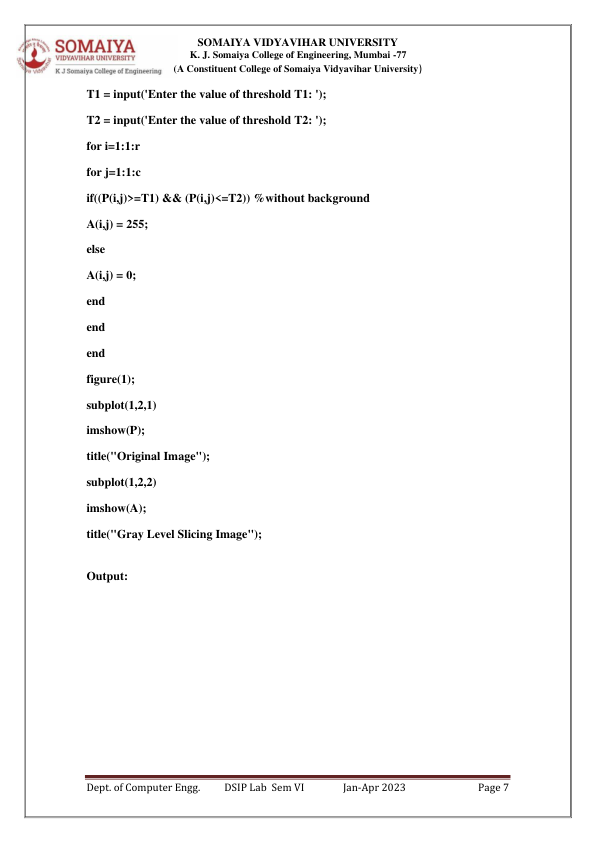 SOMAIYA
VIDYAVIHAR UNIVERSITY
K J Somaiya College of Engineering
SOMAIYA VIDYAVIHAR UNIVERSITY
K. J. Somaiya College of Engineering, Mumbai -77
(A Constituent College of Somaiya Vidyavihar University)
T1 = input('Enter the value of threshold T1: ');
T2 = input('Enter the value of threshold T2: ');
for i=1:1:r
for j=1:1:c
if((P(i,j)>=T1) && (P(i,j)<=T2)) %without background
A(i,j) = 255;
else
A(i,j) = 0;
end
end
end
figure(1);
subplot(1,2,1)
imshow(P);
title("Original Image");
subplot(1,2,2)
imshow(A);
title("Gray Level Slicing Image");
Output:
Dept. of Computer Engg. DSIP Lab Sem VI Jan-Apr 2023 Page 7